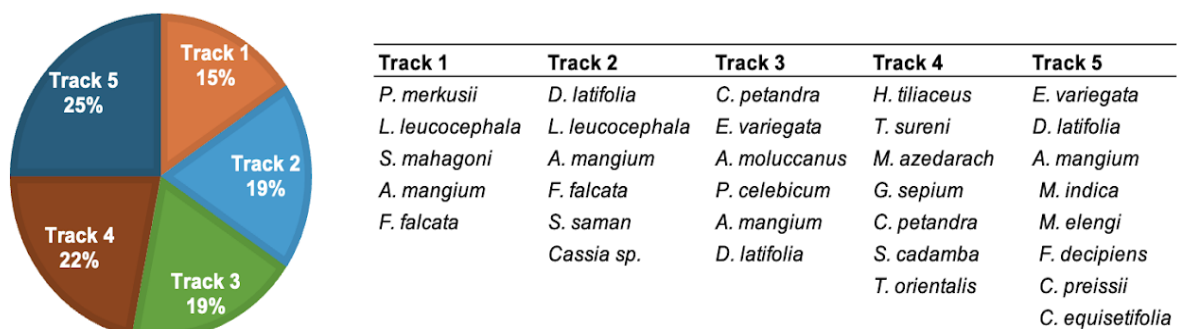 Track 1
15%
Track 2
19%
Track 3
19%
Track 4
22%
Track 5
25%
Track 1 Track 2 Track 3 Track 4 Track 5
P. merkusii D. latifolia C. petandra H. tiliaceus E. variegata
L. leucocephala L. leucocephala E. variegata T. sureni D. latifolia
S. mahagoni A. mangium A. moluccanus M. azedarach A. mangium
A. mangium F. falcata P. celebicum G. sepium M. indica
F. falcata S. saman A. mangium C. petandra M. elengi
Cassia sp. D. latifolia S. cadamba F. decipiens
T. orientalis C. preissii
C. equisetifolia